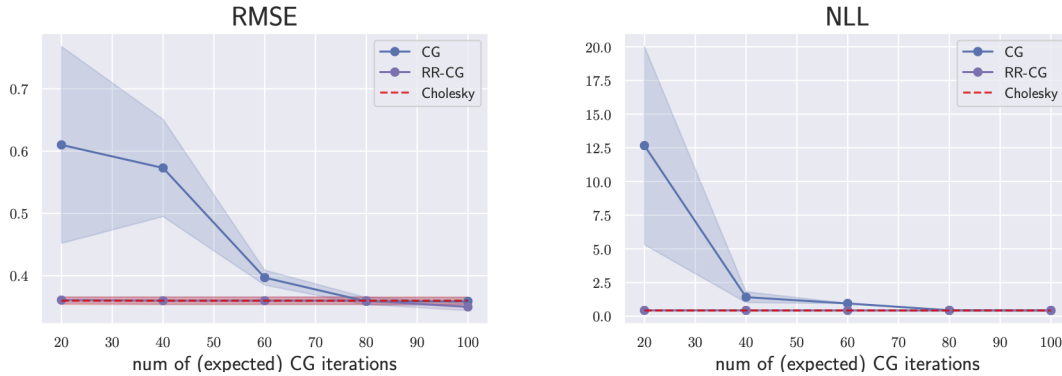 RMSE
0.7
0.6
0.5
0.4
CG
RR-CG
Cholesky
20 30 40 50 60 70 80 90 100
num of (expected) CG iterations
NLL
20.0
17.5
15.0
12.5
10.0
7.5
5.0
2.5
0.0
CG
RR-CG
Cholesky
20 30 40 50 60 70 80 90 100
num of (expected) CG iterations